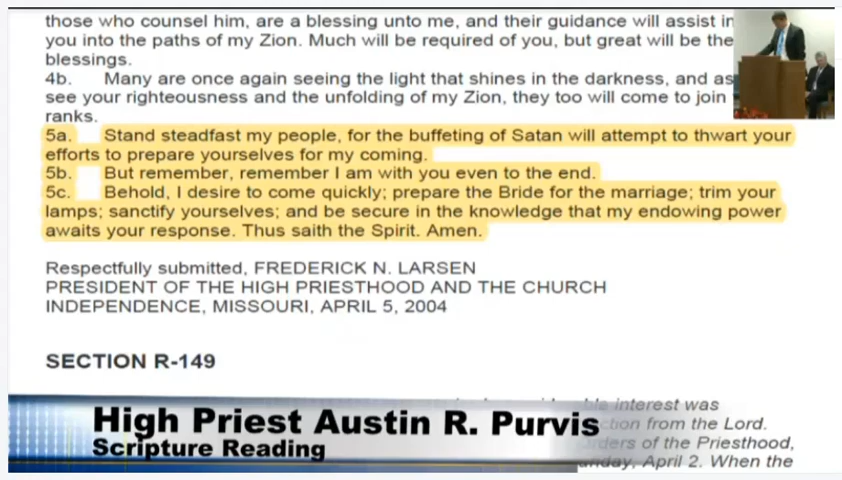 those who counsel him, are a blessing unto me, and their guidance will assist in
you into the paths of my Zion. Much will be required of you, but great will be the
blessings.
4b. Many are once again seeing the light that shines in the darkness, and as
see your righteousness and the unfolding of my Zion, they too will come to join
ranks.
5a. Stand steadfast my people, for the buffeting of Satan will attempt to thwart your
efforts to prepare yourselves for my coming.
5b. But remember, remember I am with you even to the end.
5c. Behold, I desire to come quickly; prepare the Bride for the marriage; trim your
lamps; sanctify yourselves; and be secure in the knowledge that my endowing power
awaits your response. Thus saith the Spirit. Amen.
Respectfully submitted, FREDERICK N. LARSEN
PRESIDENT OF THE HIGH PRIESTHOOD AND THE CHURCH
INDEPENDENCE, MISSOURI, APRIL 5, 2004
SECTION R-149
interest was
from the Lord.
of the Priesthood,
April 2. When the
High Priest Austin R. Purvis
Scripture Reading